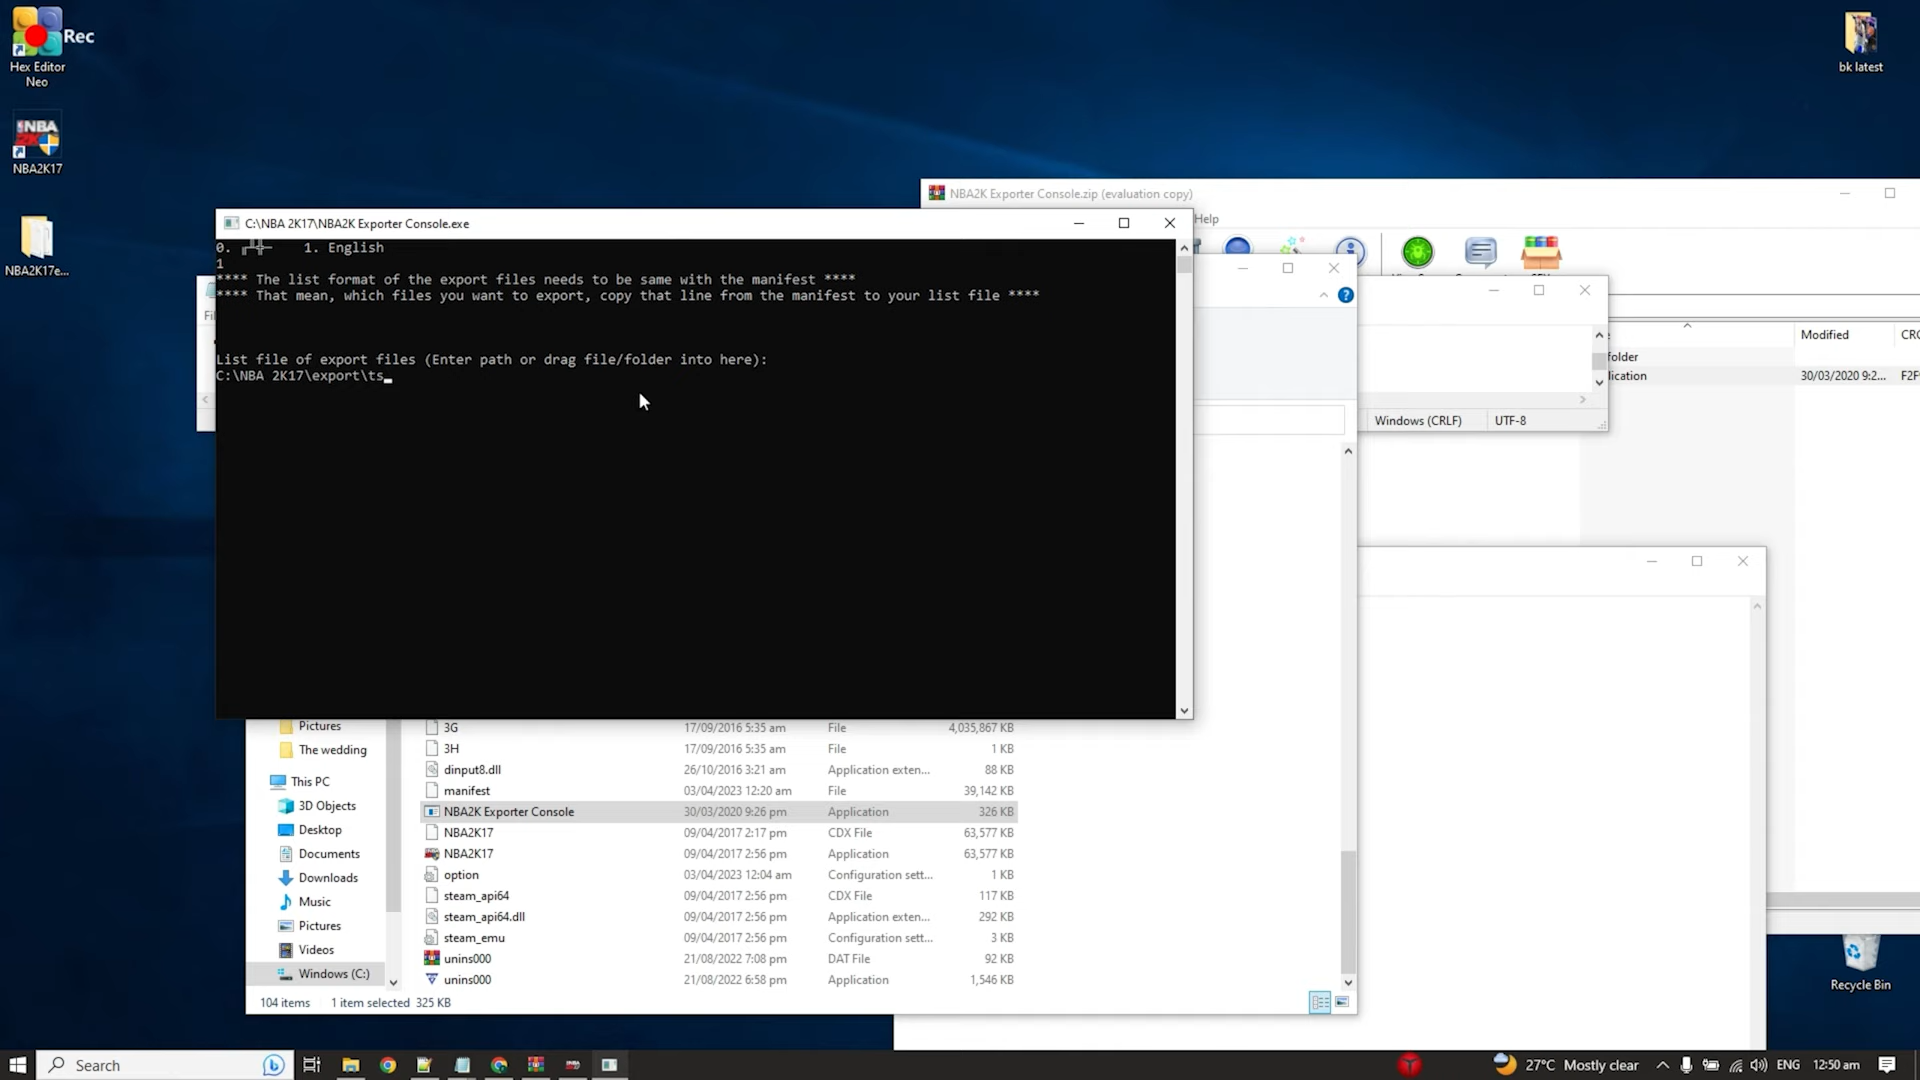 Rec
Hex Editor
Neo
NBA2K17
NBA2K17e...
bk latest
NBA2K Exporter Console.zip (evaluation copy)
Help
C:\NBA 2K17\NBA2K Exporter Console.exe
0.
1. English
1
**** The list format of the export files needs to be same with the manifest ****
**** That mean, which files you want to export, copy that line from the manifest to your list file ****
List file of export files (Enter path or drag file/folder into here):
C:\NBA 2K17\export\ts
Modified
CRC
folder
lication
30/03/2020 9:2...
F2F
Windows (CRLF)
UTF-8
Pictures
The wedding
This PC
3D Objects
Desktop
Documents
Downloads
Music
Pictures
Videos
Windows (C:)
3G 17/09/2016 5:35 am File 4,035,867 KB
3H 17/09/2016 5:35 am File 1 KB
dinput8.dll 26/10/2016 3:21 am Application exten... 88 KB
manifest 03/04/2023 12:20 am File 39,142 KB
NBA2K Exporter Console 30/03/2020 9:26 pm Application 326 KB
NBA2K17 09/04/2017 2:17 pm CDX File 63,577 KB
NBA2K17 09/04/2017 2:56 pm Application 63,577 KB
option 03/04/2023 12:04 am Configuration sett... 1 KB
steam_api64 09/04/2017 2:56 pm CDX File 117 KB
steam_api64.dll 09/04/2017 2:56 pm Application exten... 292 KB
steam_emu 09/04/2017 2:56 pm Configuration sett... 3 KB
unins000 21/08/2022 7:08 pm DAT File 92 KB
unins000 21/08/2022 6:58 pm Application 1,546 KB
104 items 1 item selected 325 KB
Recycle Bin
Search
27°C Mostly clear
ENG
12:50 am